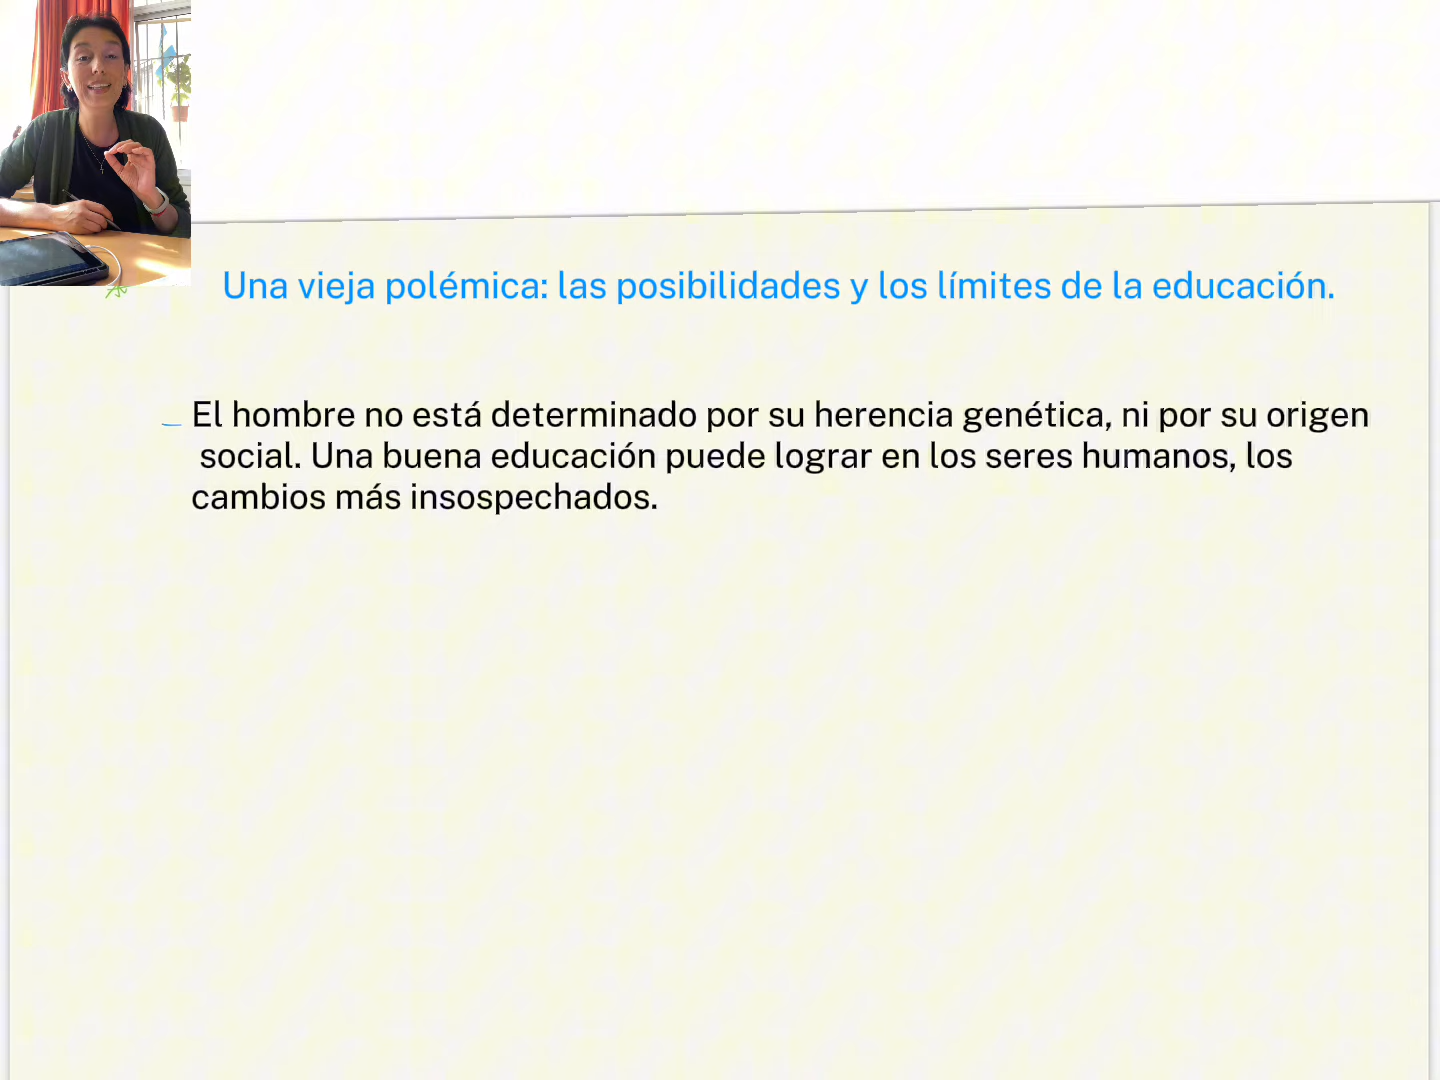 Una vieja polémica: las posibilidades y los límites de la educación.
El hombre no está determinado por su herencia genética, ni por su origen
social. Una buena educación puede lograr en los seres humanos, los
cambios más insospechados.